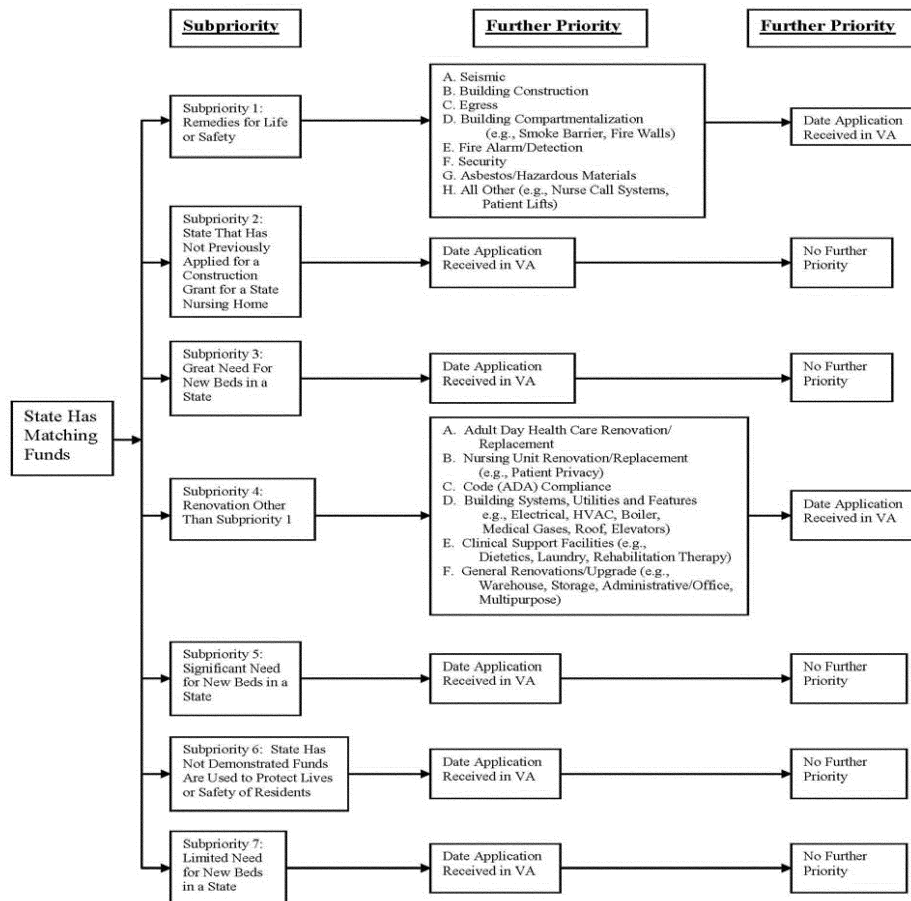 Subpriority
Further Priority
Further Priority
State Has
Matching
Funds
Subpriority 1:
Remedies for Life
or Safety
A. Seismic
B. Building Construction
C. Egress
D. Building Compartmentalization
(e.g., Smoke Barrier, Fire Walls)
E. Fire Alarm/Detection
F. Security
G. Asbestos/Hazardous Materials
H. All Other (e.g., Nurse Call Systems,
Patient Lifts)
Date Application
Received in VA
Subpriority 2:
State That Has
Not Previously
Applied for a
Construction
Grant for a State
Nursing Home
Date Application
Received in VA
No Further
Priority
Subpriority 3:
Great Need For
New Beds in a
State
Date Application
Received in VA
No Further
Priority
Subpriority 4:
Renovation Other
Than Subpriority 1
A. Adult Day Health Care Renovation/
Replacement
B. Nursing Unit Renovation/Replacement
(e.g., Patient Privacy)
C. Code (ADA) Compliance
D. Building Systems, Utilities and Features
e.g., Electrical, HVAC, Boiler,
Medical Gases, Roof, Elevators)
E. Clinical Support Facilities (e.g.,
Dietetics, Laundry, Rehabilitation Therapy)
F. General Renovations/Upgrade (e.g.,
Warehouse, Storage, Administrative/Office,
Multipurpose)
Date Application
Received in VA
Subpriority 5:
Significant Need
for New Beds in a
State
Date Application
Received in VA
No Further
Priority
Subpriority 6: State Has
Not Demonstrated Funds
Are Used to Protect Lives
or Safety of Residents
Date Application
Received in VA
No Further
Priority
Subpriority 7:
Limited Need
for New Beds
in a State
Date Application
Received in VA
No Further
Priority